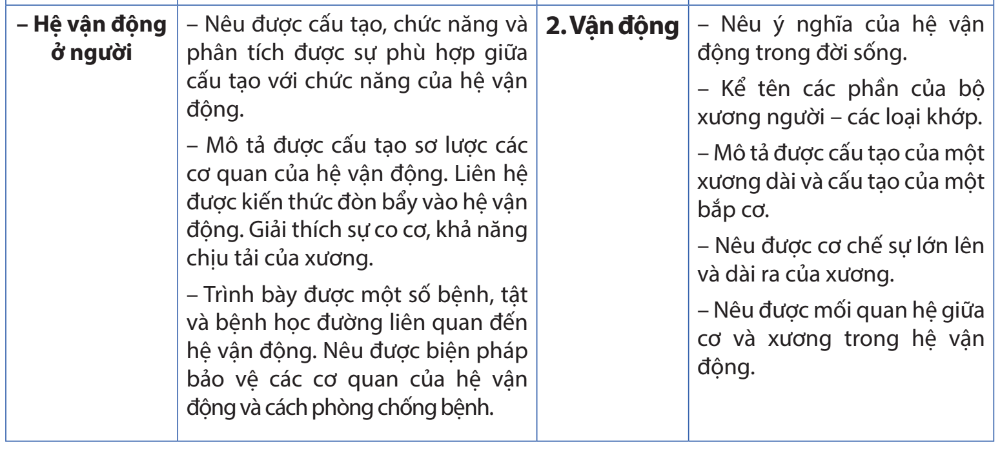 – Hệ vận động
ở người
– Nêu được cấu tạo, chức năng và
phân tích được sự phù hợp giữa
cấu tạo với chức năng của hệ vận
động.
– Mô tả được cấu tạo sơ lược các
cơ quan của hệ vận động. Liên hệ
được kiến thức đòn bẩy vào hệ vận
động. Giải thích sự co cơ, khả năng
chịu tải của xương.
– Trình bày được một số bệnh, tật
và bệnh học đường liên quan đến
hệ vận động. Nêu được biện pháp
bảo vệ các cơ quan của hệ vận
động và cách phòng chống bệnh.
2. Vận động
– Nêu ý nghĩa của hệ vận
động trong đời sống.
– Kể tên các phần của bộ
xương người – các loại khớp.
– Mô tả được cấu tạo của một
xương dài và cấu tạo của một
bắp cơ.
– Nêu được cơ chế sự lớn lên
và dài ra của xương.
– Nêu được mối quan hệ giữa
cơ và xương trong hệ vận
động.